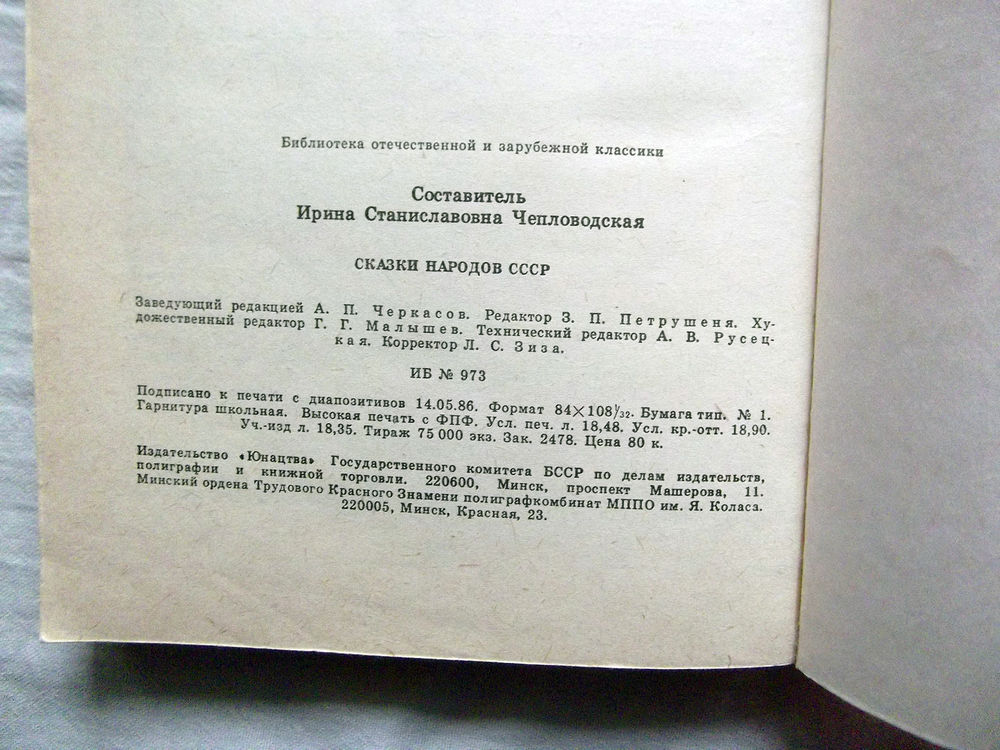 Библиотека отечественной и зарубежной классики
Составитель
Ирина Станиславовна Чепловодская
СКАЗКИ НАРОДОВ СССР
Заведующий редакцией А. П. Черкасов. Редактор З. П. Петрушеня. Ху-
дожественный редактор Г. Г. Малышев. Технический редактор А. В. Русец-
кая. Корректор Л. С. Зиза.
ИБ № 973
Подписано к печати с диапозитивов 14.05.86. Формат 84×108¹/₃₂. Бумага тип. № 1.
Гарнитура школьная. Высокая печать с ФПФ. Усл. печ. л. 18,48. Усл. кр.-отт. 18,90.
Уч.-изд л. 18,35. Тираж 75 000 экз. Зак. 2478. Цена 80 к.
Издательство «Юнацтва» Государственного комитета БССР по делам издательств,
полиграфии и книжной торговли. 220600, Минск, проспект Машерова, 11.
Минский ордена Трудового Красного Знамени полиграфкомбинат МППО им. Я. Коласа.
220005, Минск, Красная, 23.